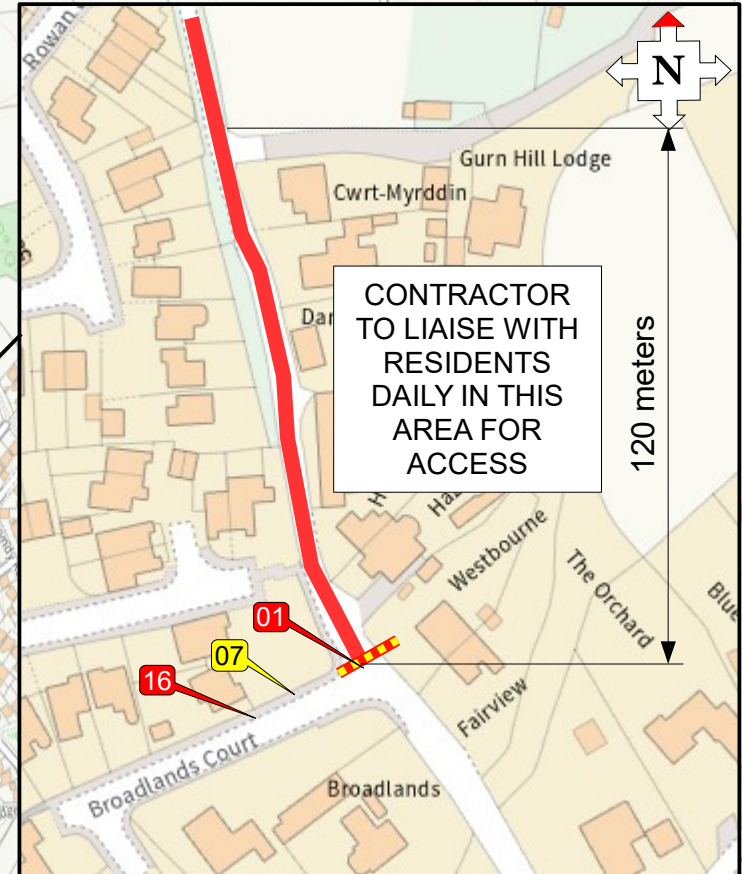 Rowan
N
Gurn Hill Lodge
Cwrt-Myrddin
CONTRACTOR
TO LIAISE WITH
RESIDENTS
DAILY IN THIS
AREA FOR
ACCESS
120 meters
Westbourne
The Orchard
01
07
16
Fairview
Broadlands Court
Broadlands